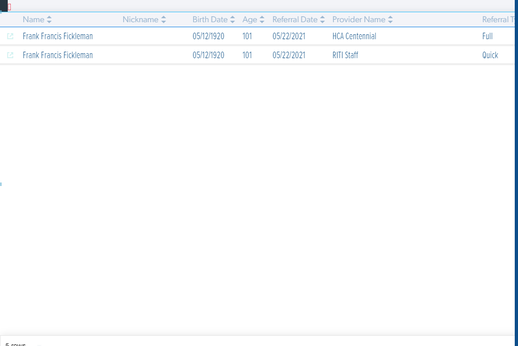 Name Nickname Birth Date Age Referral Date Provider Name Referral T
Frank Francis Fickleman 05/12/1920 101 05/22/2021 HCA Centennial Full
Frank Francis Fickleman 05/12/1920 101 05/22/2021 RITI Staff Quick
rows